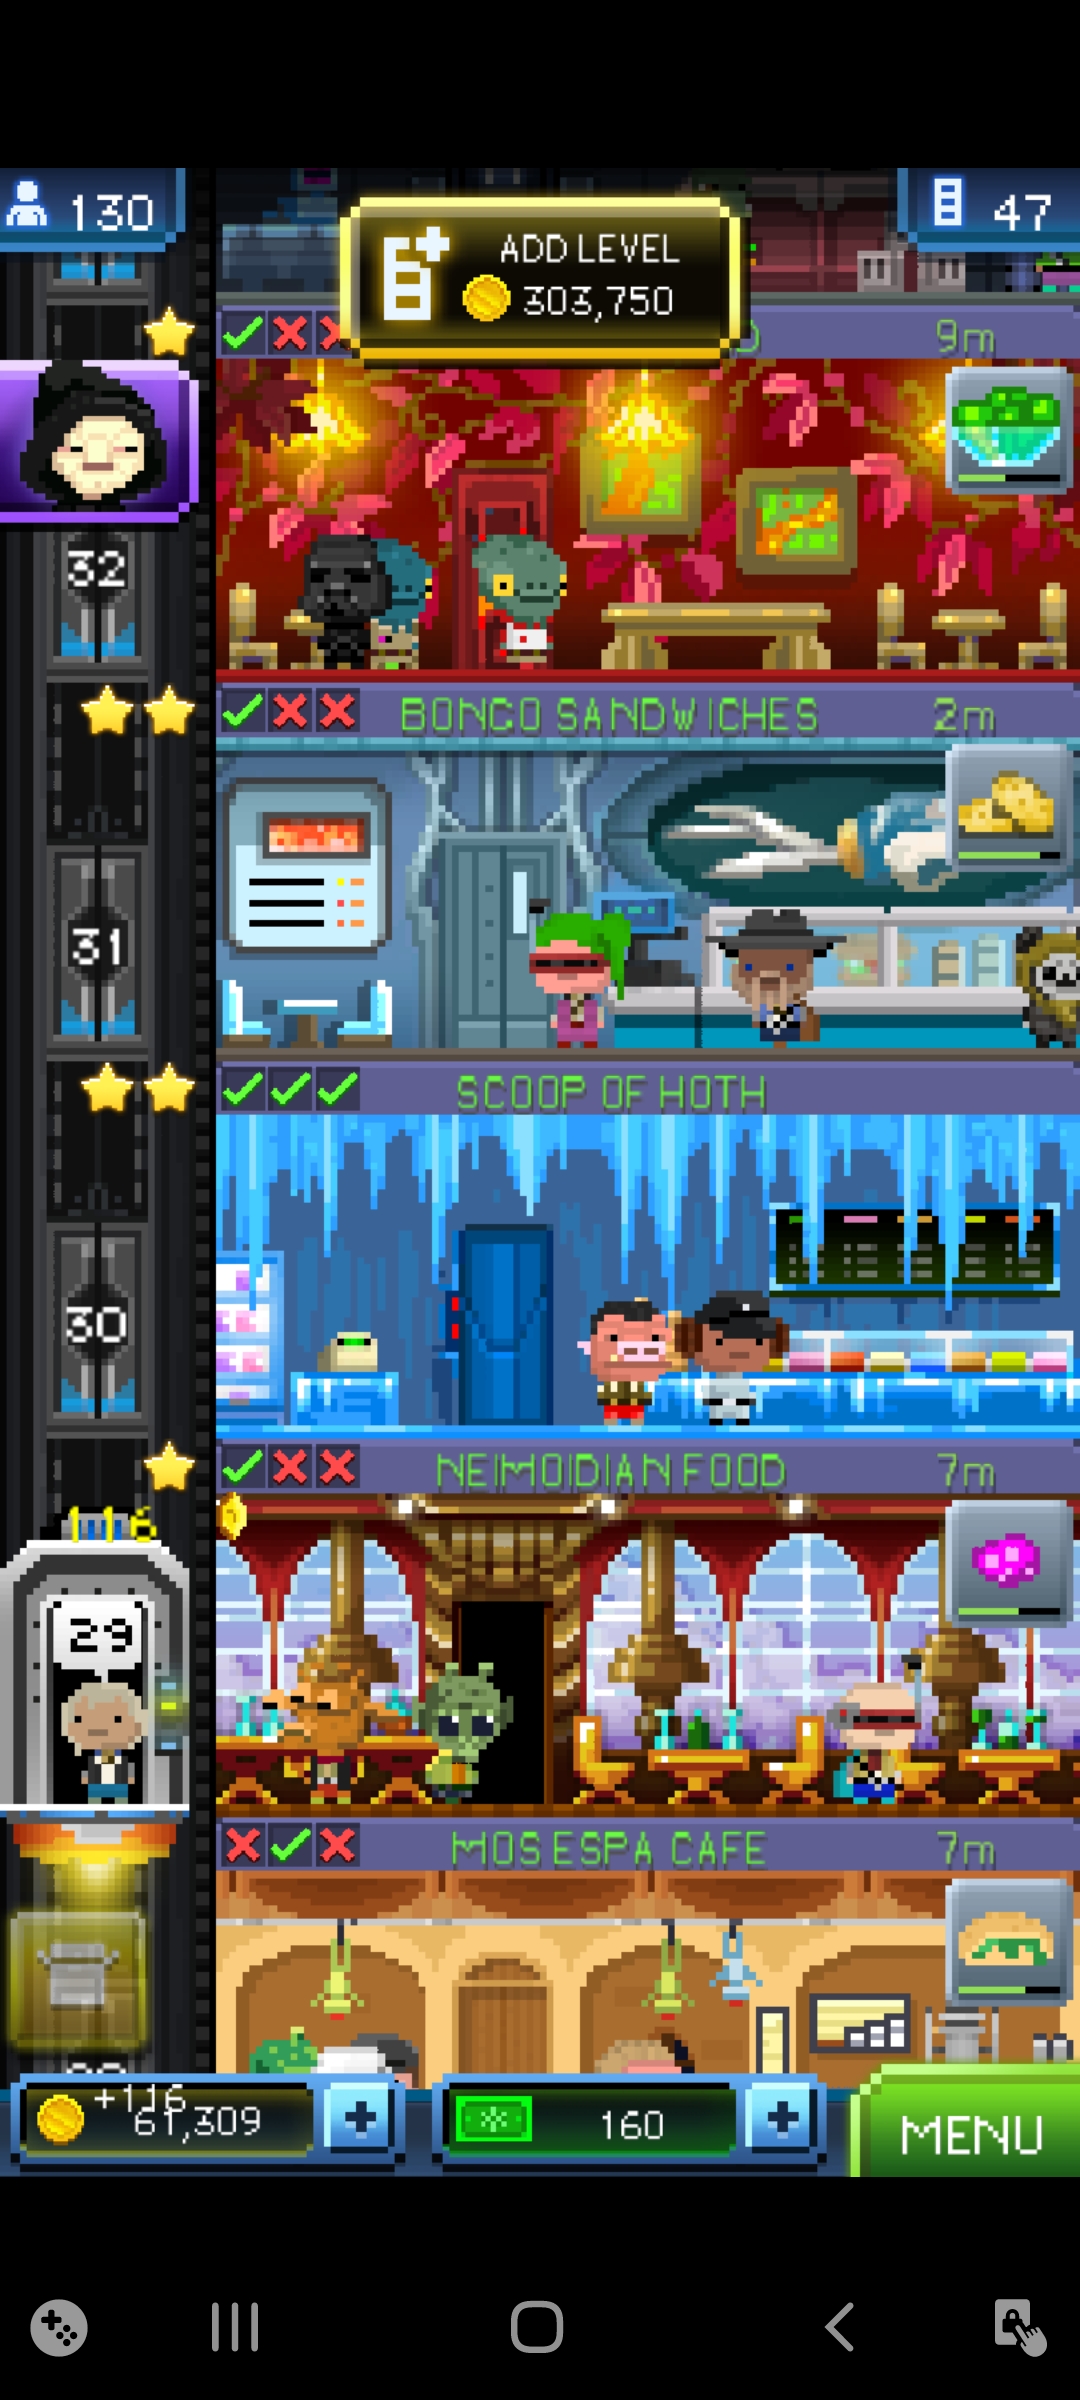 130
ADD LEVEL
303,750
47
9m
32
BONGO SANDWICHES
2m
31
SCOOP OF HOTH
30
NEIMOIDIAN FOOD
7m
116
29
MOS ESPA CAFE
7m
+116
61,309
160
MENU